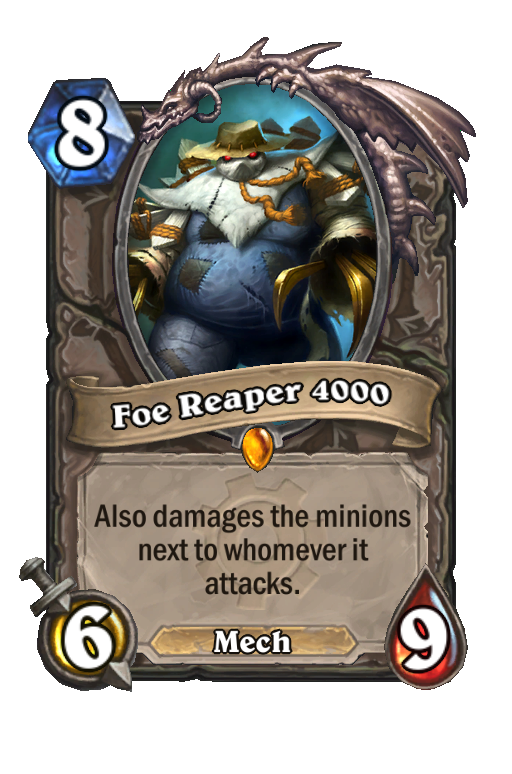 8
Foe Reaper 4000
Also damages the minions
next to whomever it
attacks.
6
Mech
9